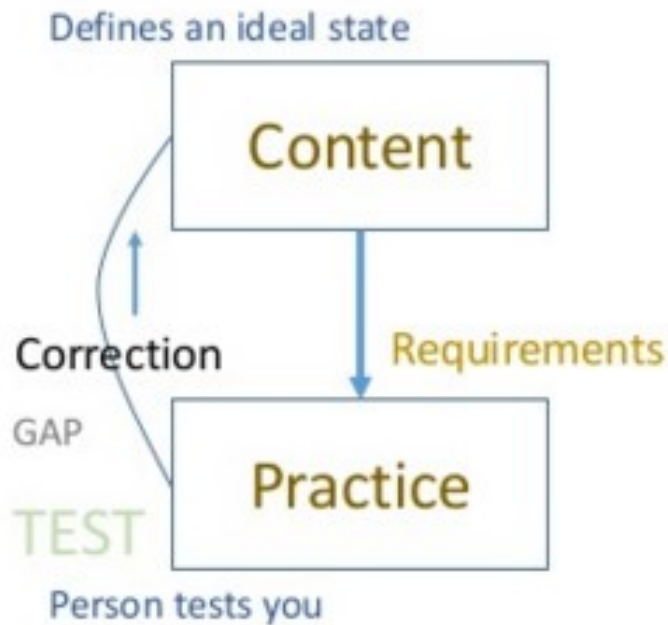 Defines an ideal state
Content
Correction
Requirements
GAP
Practice
TEST
Person tests you